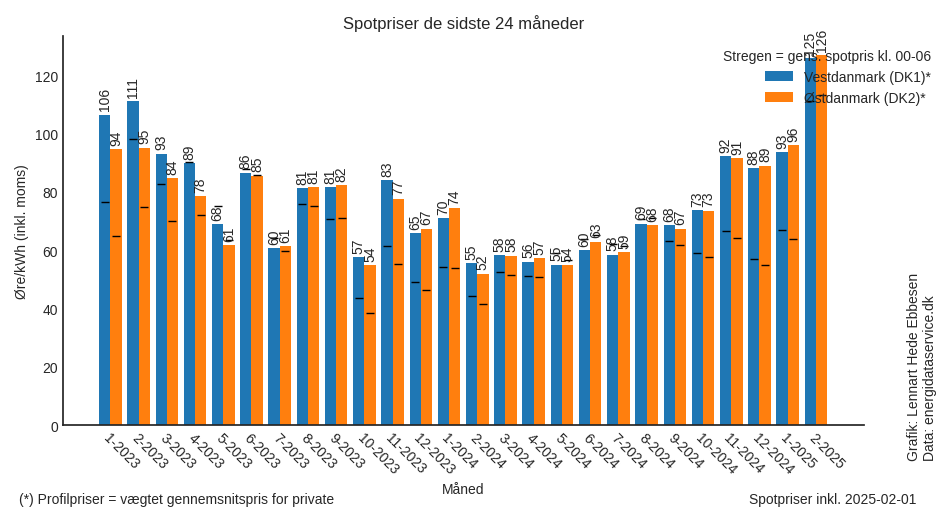 Spotpriser de sidste 24 måneder
Stregen = gens. spotpris kl. 00-06
Vestdanmark (DK1)*
Østdanmark (DK2)*
Øre/kWh (inkl. moms)
120
100
80
60
40
20
0
106 94 111 95 93 84 89 78 68 61 86 85 60 61 81 81 81 82 57 54 83 77 65 67 70 74 55 52 58 58 56 57 55 54 60 63 58 59 69 68 68 67 73 73 92 91 88 89 93 96 125 126
1-2023 2-2023 3-2023 4-2023 5-2023 6-2023 7-2023 8-2023 9-2023 10-2023 11-2023 12-2023 1-2024 2-2024 3-2024 4-2024 5-2024 6-2024 7-2024 8-2024 9-2024 10-2024 11-2024 12-2024 1-2025 2-2025
Måned
Grafik: Lennart Hede Ebbesen
Data: energidataservice.dk
(*) Profilpriser = vægtet gennemsnitspris for private
Spotpriser inkl. 2025-02-01